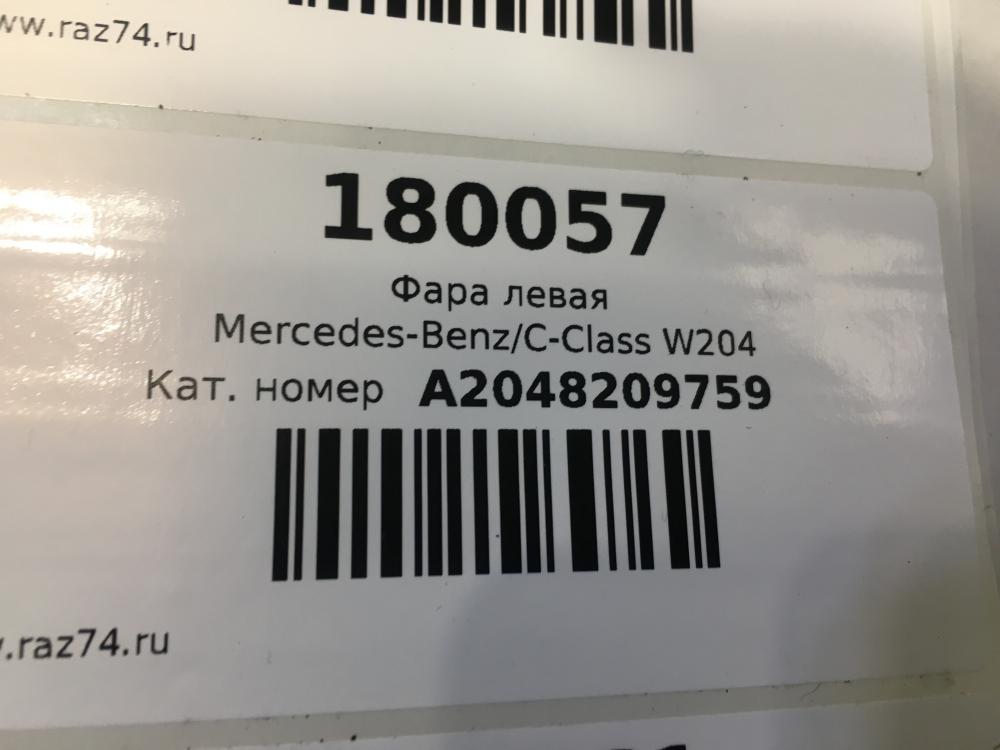 www.raz74.ru
180057
Фара левая
Mercedes-Benz/C-Class W204
Кат. номер A2048209759
.raz74.ru